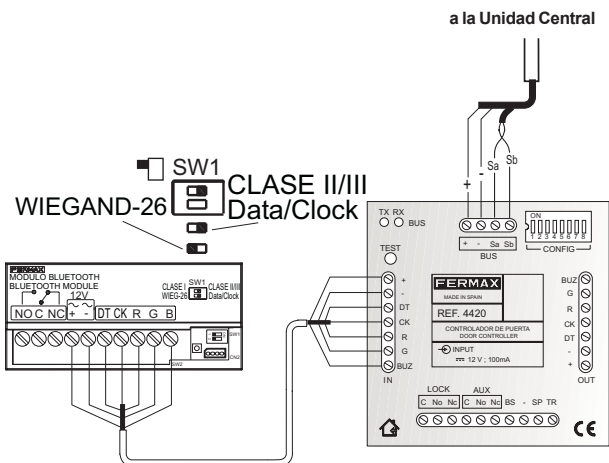 a la Unidad Central
+ - Sa Sb
SW1
CLASE II/III
WIEGAND-26 Data/Clock
TX RX
BUS
TEST
+ - Sa Sb
BUS
ON
1 2 3 4 5 6 7 8
CONFIG
FERMAX
MODULO BLUETOOTH
BLUETOOTH MODULE
12V
CLASE I SW1 CLASE II/III
WIEG-26 Data/Clock
NO C NC + - DT CK R G B
SW1
CN2
SW2
+
-
DT
CK
R
G
BUZ
IN
FERMAX
MADE IN SPAIN
REF. 4420
CONTROLADOR DE PUERTA
DOOR CONTROLLER
INPUT
12 V ; 100mA
BUZ
G
R
CK
DT
-
+
OUT
LOCK AUX
C No Nc C No Nc BS - SP TR
CE